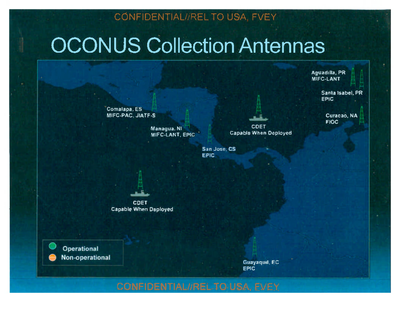 CONFIDENTIAL//REL TO USA, FVEY
OCONUS Collection Antennas
Aguadilla, PR
MIFC-LANT
Santa Isabel, PR
EPIC
Comalapa, ES
MIFC-PAC, JIATF-S
Curacao, NA
FIOC
CDET
Capable When Deployed
Managua, NI
MIFC-LANT, EPIC
San Jose, CS
EPIC
CDET
Capable When Deployed
Operational
Non-operational
Guayaquil, EC
EPIC
CONFIDENTIAL//REL TO USA, FVEY